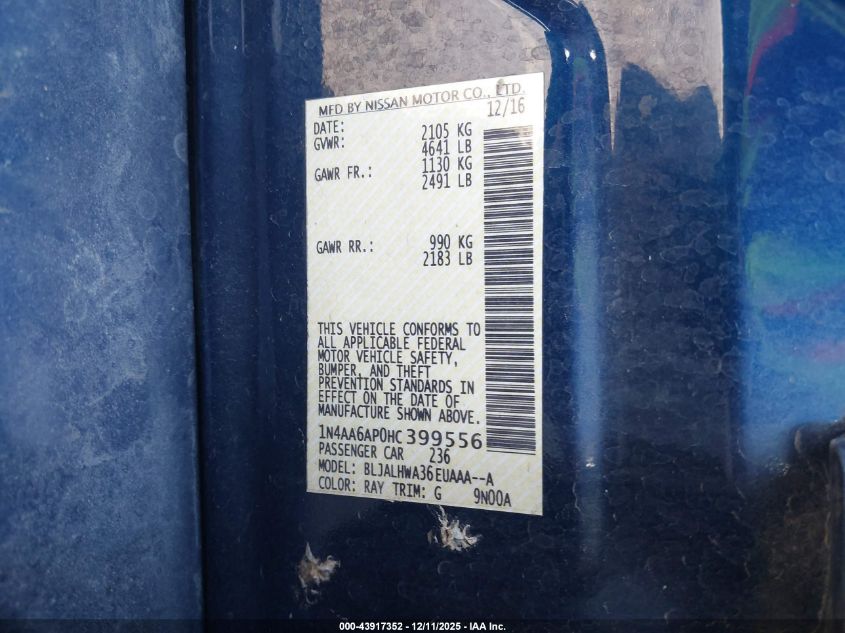 MFD BY NISSAN MOTOR CO., LTD.
DATE: 12/16
GVWR: 2105 KG
4641 LB
GAWR FR.: 1130 KG
2491 LB
GAWR RR.: 990 KG
2183 LB
THIS VEHICLE CONFORMS TO
ALL APPLICABLE FEDERAL
MOTOR VEHICLE SAFETY,
BUMPER, AND THEFT
PREVENTION STANDARDS IN
EFFECT ON THE DATE OF
MANUFACTURE SHOWN ABOVE.
1N4AA6AP0HC399556
PASSENGER CAR 236
MODEL: BLJALHWA36EUAAA--A
COLOR: RAY TRIM: G 9N00A
000-43917352 - 12/11/2025 - IAA Inc.